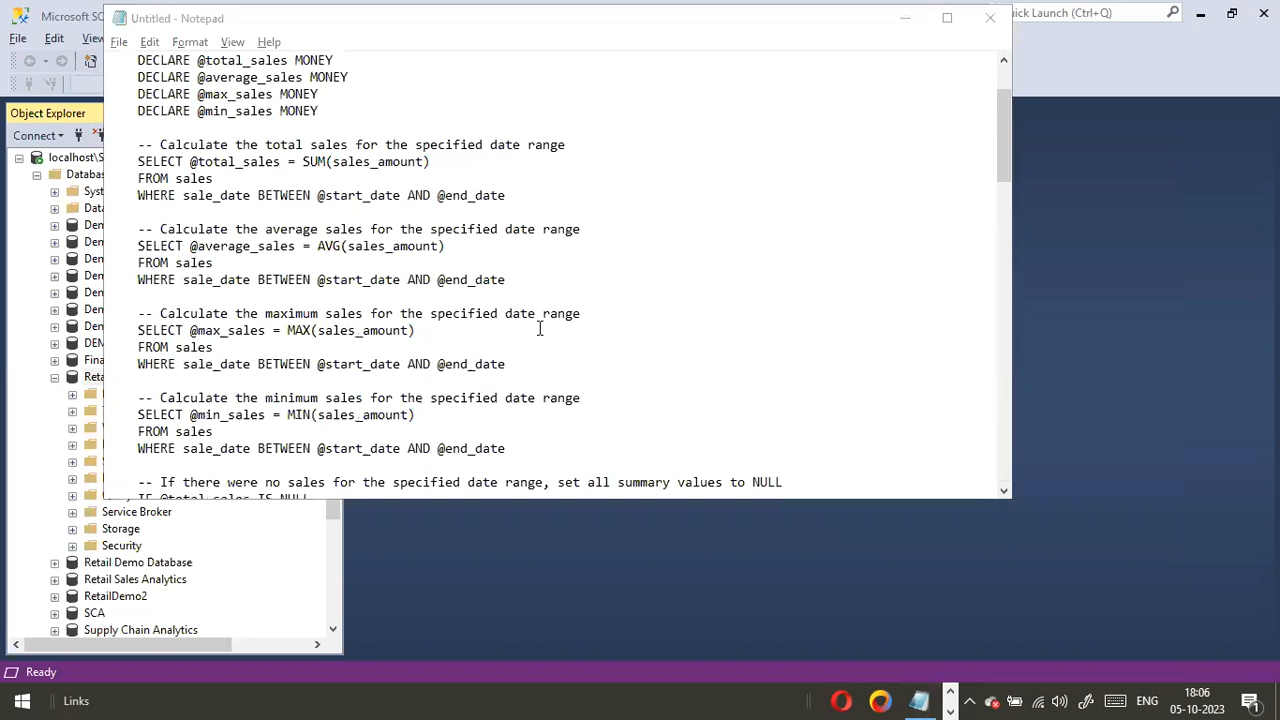 Microsoft SC
Untitled - Notepad
uick Launch (Ctrl+Q)
File Edit
File Edit Format View Help
DECLARE @total_sales MONEY
DECLARE @average_sales MONEY
DECLARE @max_sales MONEY
DECLARE @min_sales MONEY
-- Calculate the total sales for the specified date range
SELECT @total_sales = SUM(sales_amount)
FROM sales
WHERE sale_date BETWEEN @start_date AND @end_date
-- Calculate the average sales for the specified date range
SELECT @average_sales = AVG(sales_amount)
FROM sales
WHERE sale_date BETWEEN @start_date AND @end_date
-- Calculate the maximum sales for the specified date range
SELECT @max_sales = MAX(sales_amount)
FROM sales
WHERE sale_date BETWEEN @start_date AND @end_date
-- Calculate the minimum sales for the specified date range
SELECT @min_sales = MIN(sales_amount)
FROM sales
WHERE sale_date BETWEEN @start_date AND @end_date
-- If there were no sales for the specified date range, set all summary values to NULL
IF @total_sales IS NULL
Object Explorer
Connect
localhost\S
Databas
Syst
Data
Dem
Dem
Dem
Dem
Dem
Dem
Dem
DEM
Fina
Reta
Service Broker
Storage
Security
Retail Demo Database
Retail Sales Analytics
RetailDemo2
SCA
Supply Chain Analytics
Ready
Links
ENG
18:06
05-10-2023
1